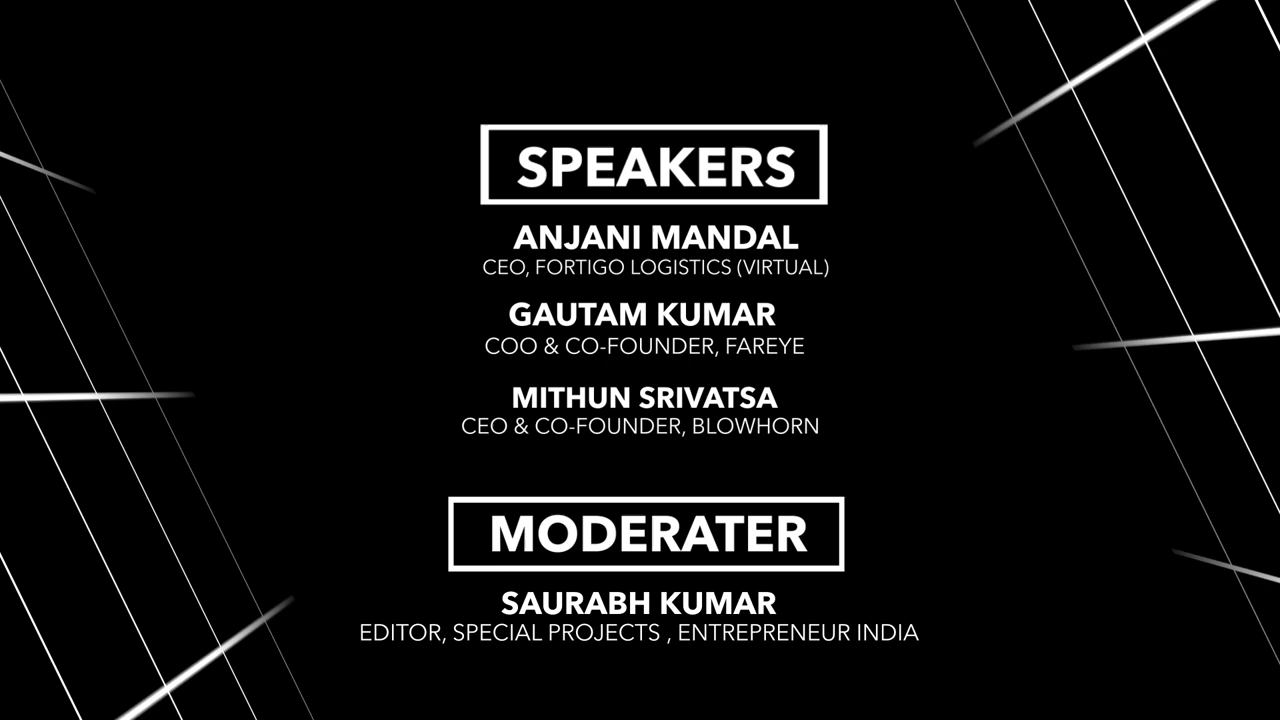 SPEAKERS
ANJANI MANDAL
CEO, FORTIGO LOGISTICS (VIRTUAL)
GAUTAM KUMAR
COO & CO-FOUNDER, FAREYE
MITHUN SRIVATSA
CEO & CO-FOUNDER, BLOWHORN
MODERATER
SAURABH KUMAR
EDITOR, SPECIAL PROJECTS , ENTREPRENEUR INDIA